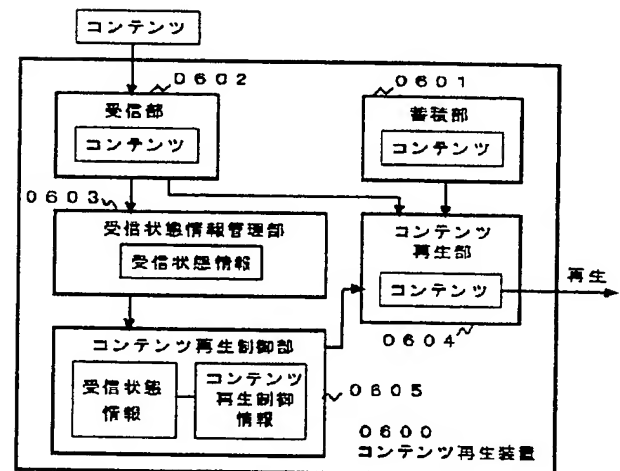 コンテンツ
0602
受信部
コンテンツ
0601
蓄積部
コンテンツ
0603
受信状態情報管理部
受信状態情報
コンテンツ
再生部
コンテンツ
再生
0604
コンテンツ再生制御部
受信状態
情報
コンテンツ
再生制御
情報
0605
0600
コンテンツ再生装置